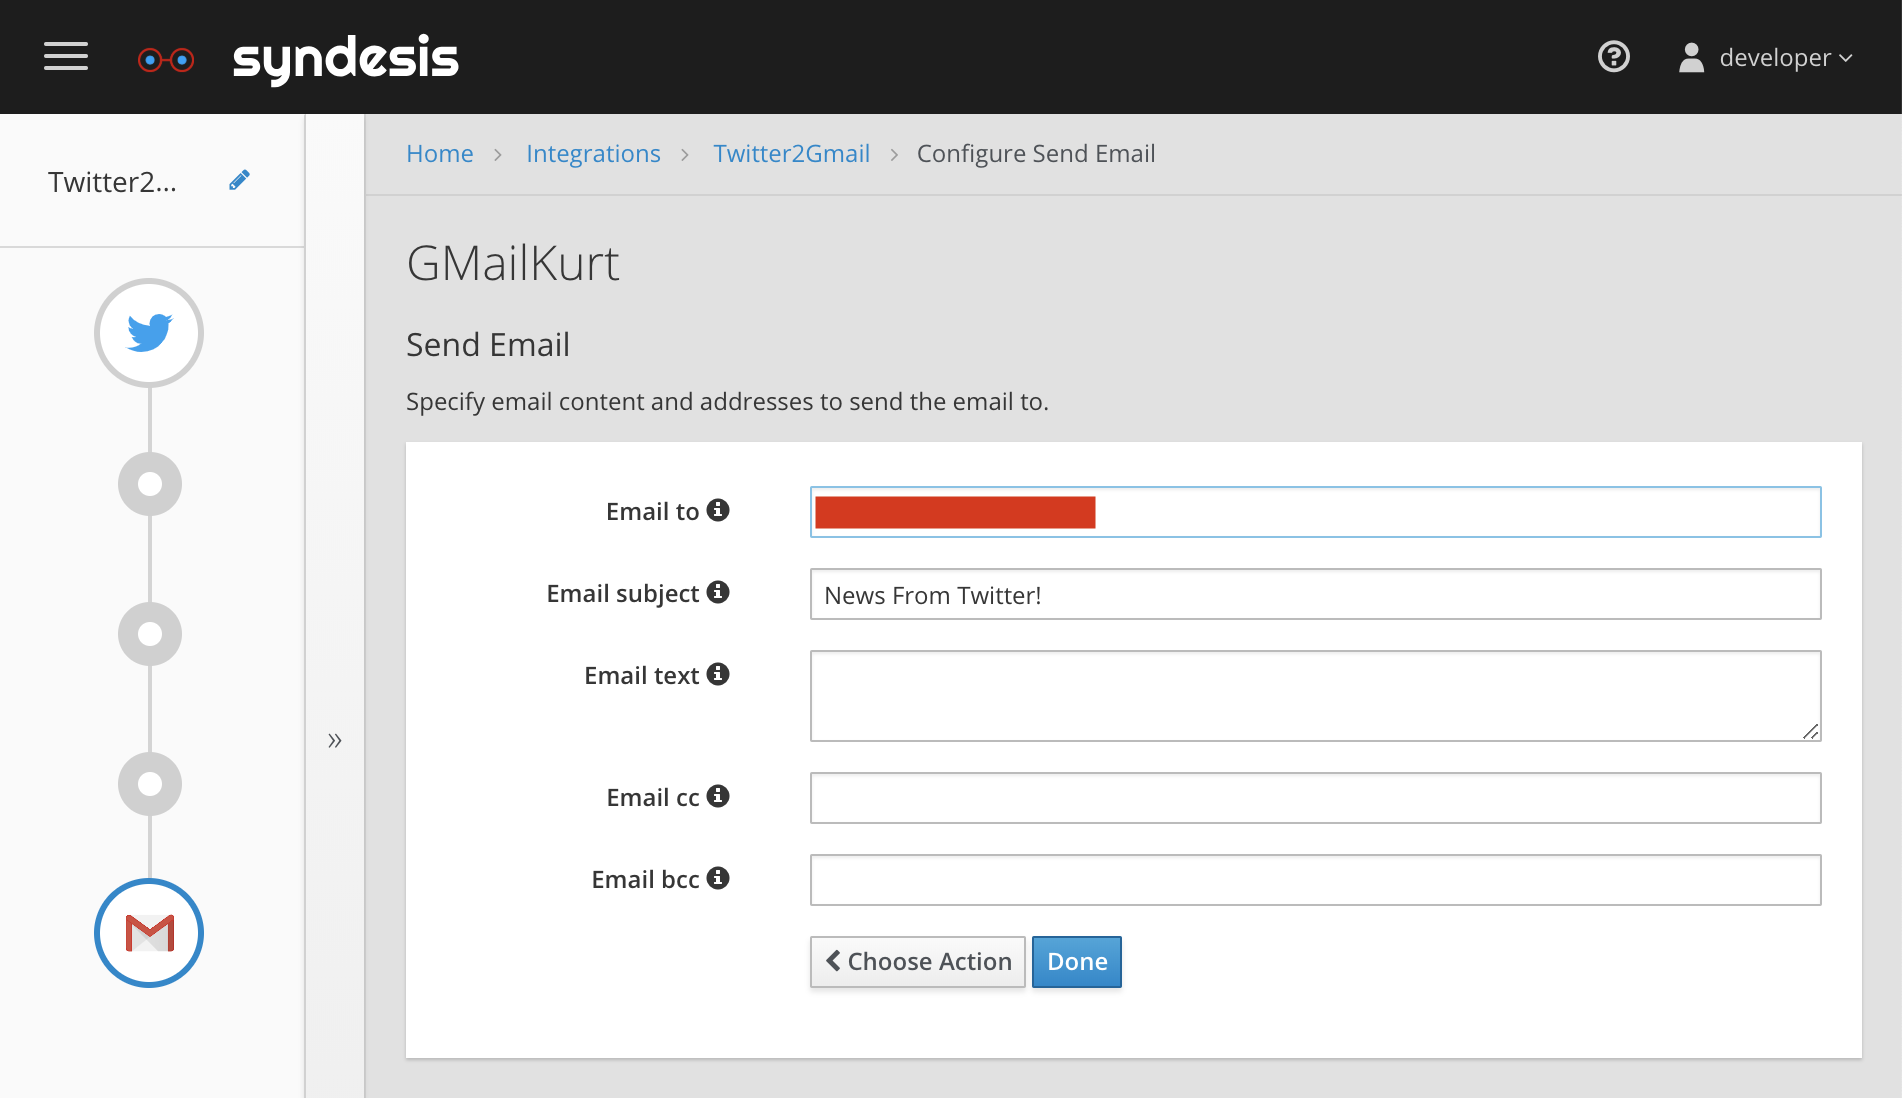 syndesis
developer
Twitter2...
Home > Integrations > Twitter2Gmail > Configure Send Email
GMailKurt
Send Email
Specify email content and addresses to send the email to.
Email to
Email subject
News From Twitter!
Email text
Email cc
Email bcc
Choose Action
Done